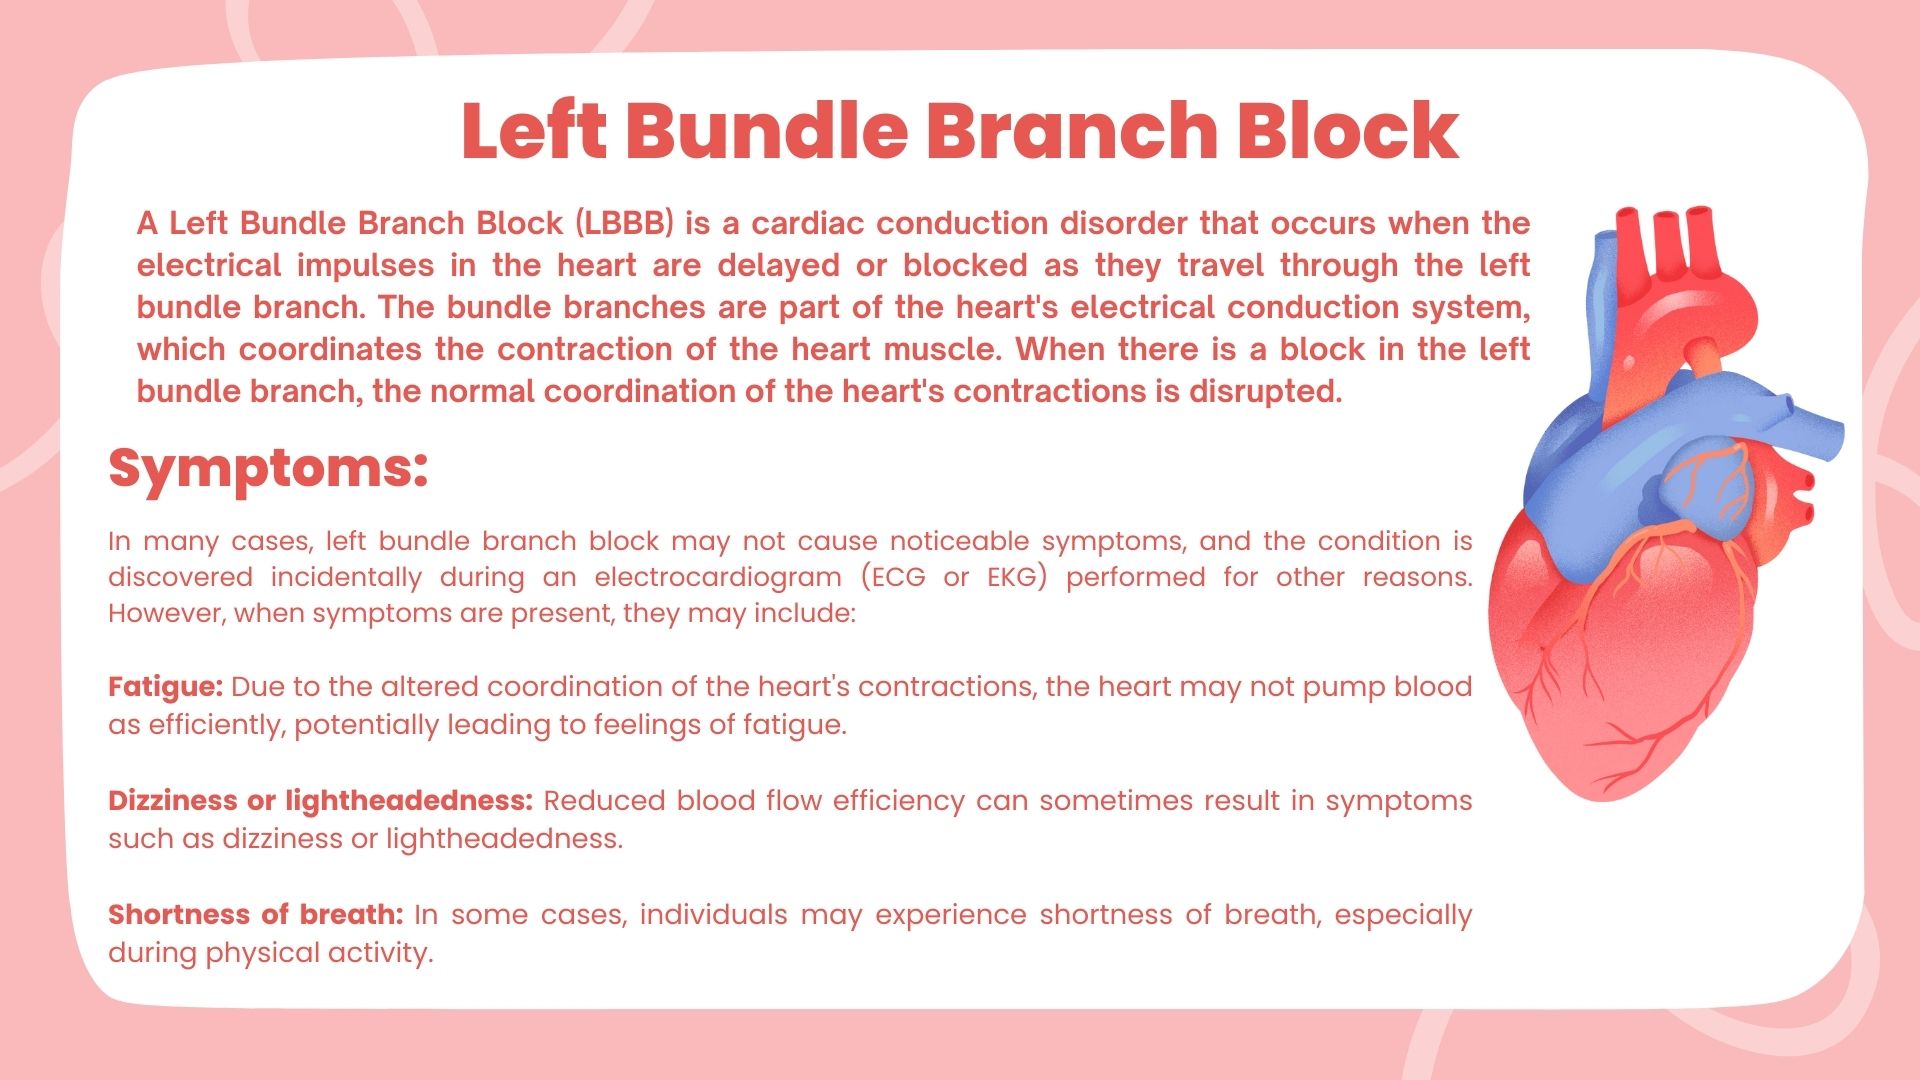 Left Bundle Branch Block
A Left Bundle Branch Block (LBBB) is a cardiac conduction disorder that occurs when the
electrical impulses in the heart are delayed or blocked as they travel through the left
bundle branch. The bundle branches are part of the heart's electrical conduction system,
which coordinates the contraction of the heart muscle. When there is a block in the left
bundle branch, the normal coordination of the heart's contractions is disrupted.
Symptoms:
In many cases, left bundle branch block may not cause noticeable symptoms, and the condition is
discovered incidentally during an electrocardiogram (ECG or EKG) performed for other reasons.
However, when symptoms are present, they may include:
Fatigue: Due to the altered coordination of the heart's contractions, the heart may not pump blood
as efficiently, potentially leading to feelings of fatigue.
Dizziness or lightheadedness: Reduced blood flow efficiency can sometimes result in symptoms
such as dizziness or lightheadedness.
Shortness of breath: In some cases, individuals may experience shortness of breath, especially
during physical activity.